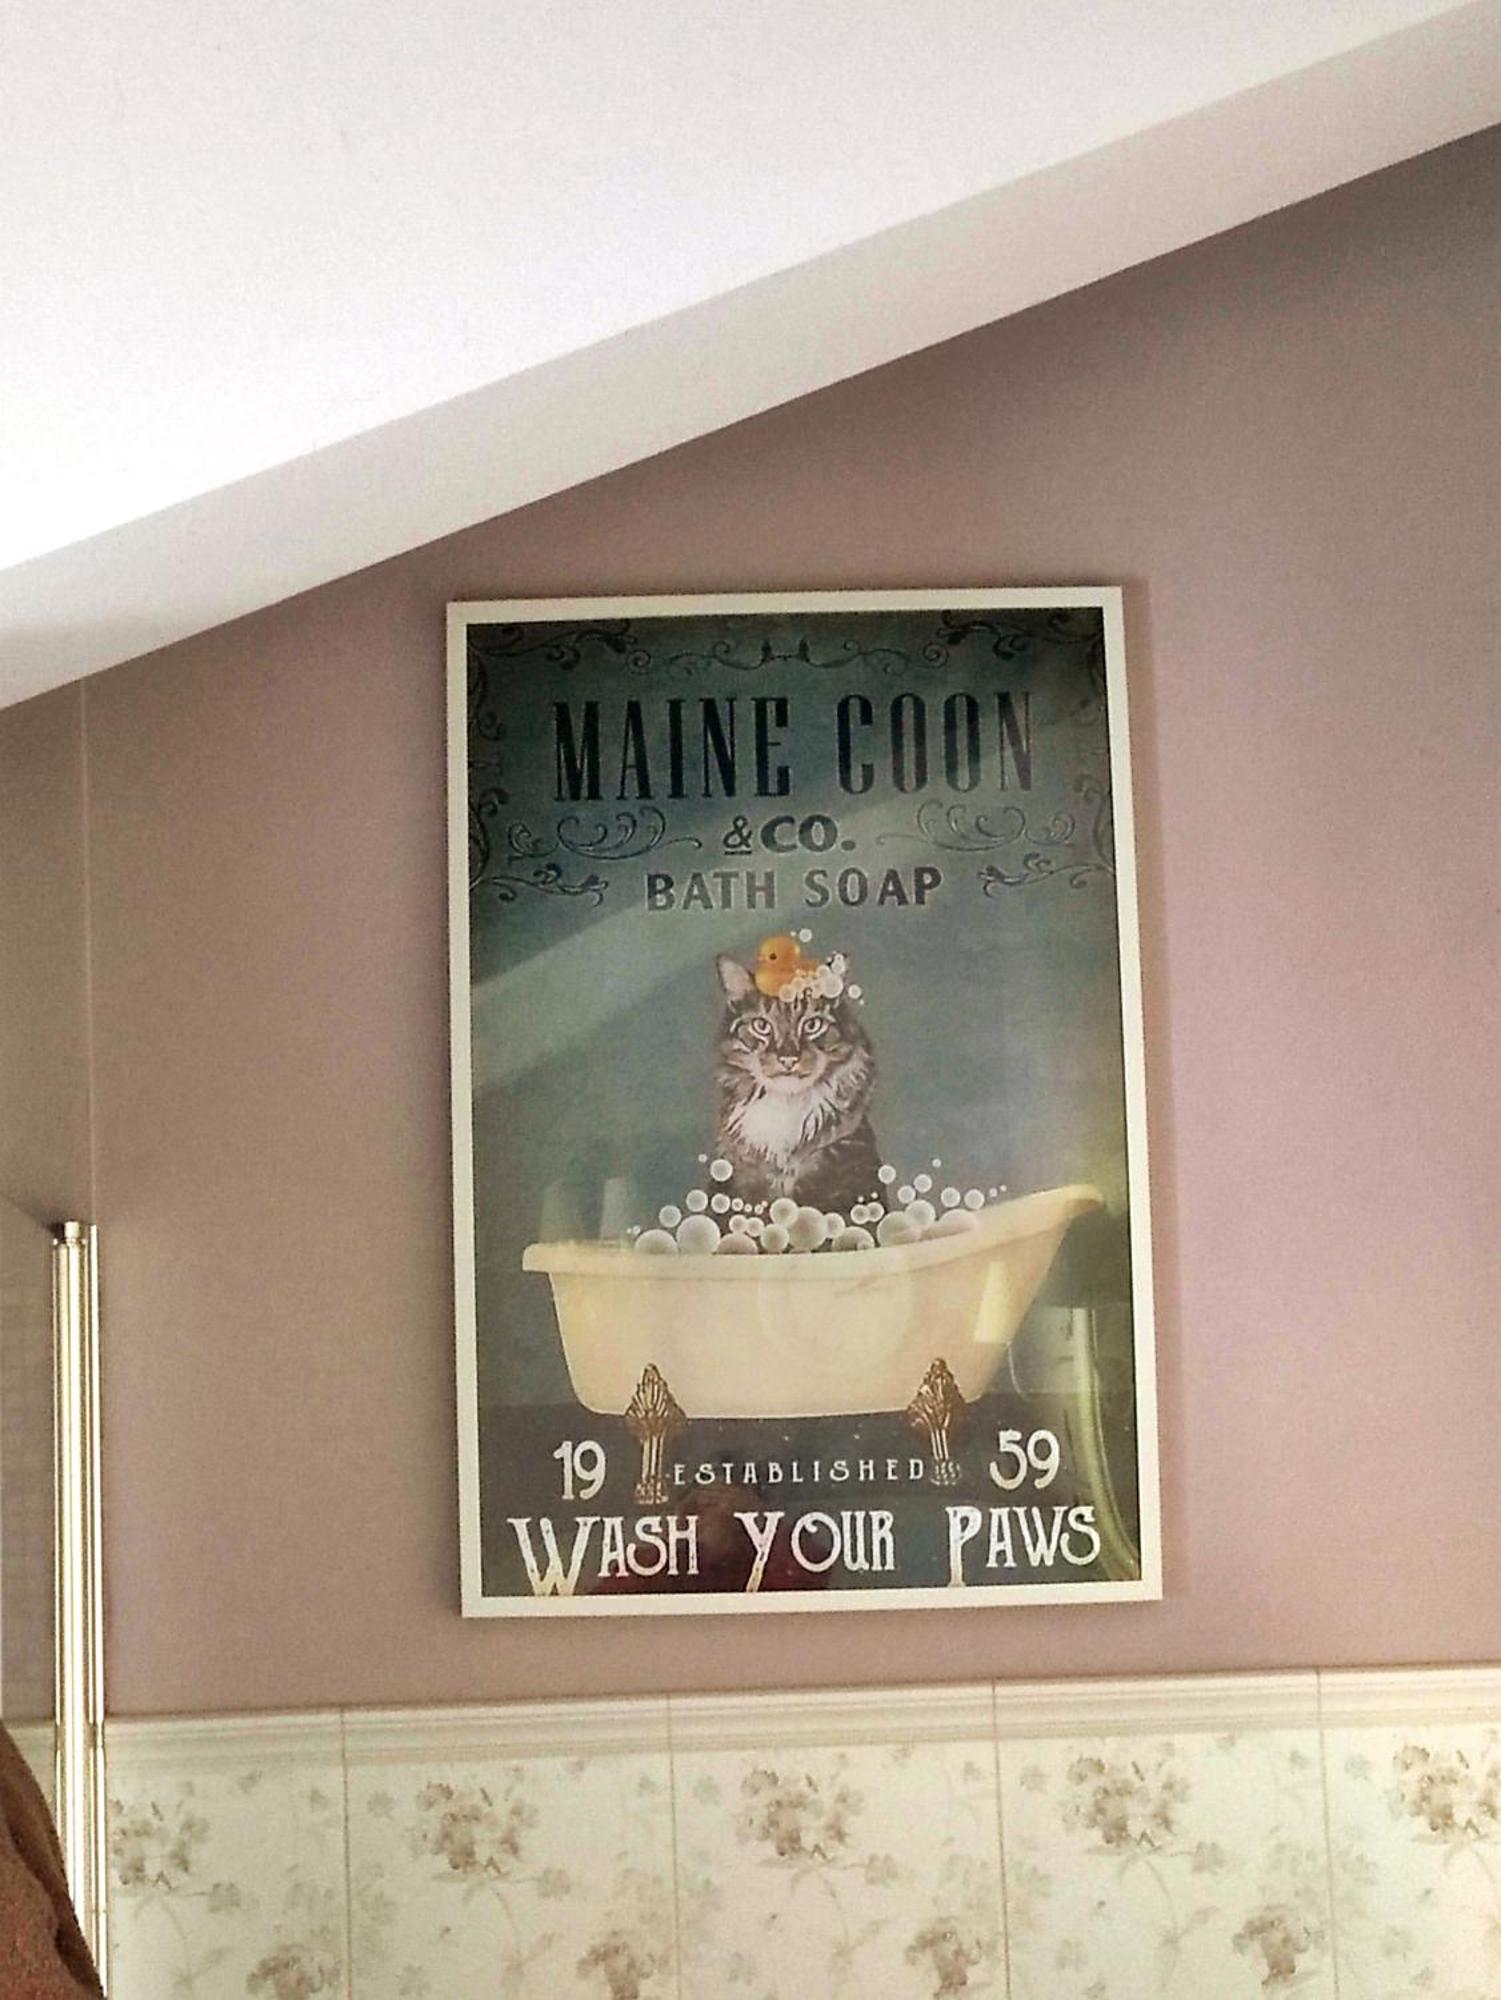 MAINE COON
&CO.
BATH SOAP
19 ESTABLISHED 59
WASH YOUR PAWS